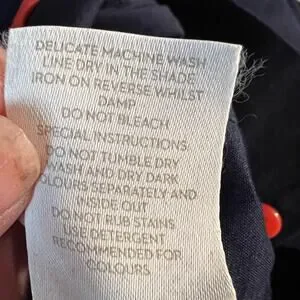 DELICATE MACHINE WASH
LINE DRY IN THE SHADE
IRON ON REVERSE WHILST
DAMP
DO NOT BLEACH
SPECIAL INSTRUCTIONS:
DO NOT TUMBLE DRY
WASH AND DRY DARK
COLOURS SEPARATELY AND
INSIDE OUT
DO NOT RUB STAINS
USE DETERGENT
RECOMMENDED FOR
COLOURS